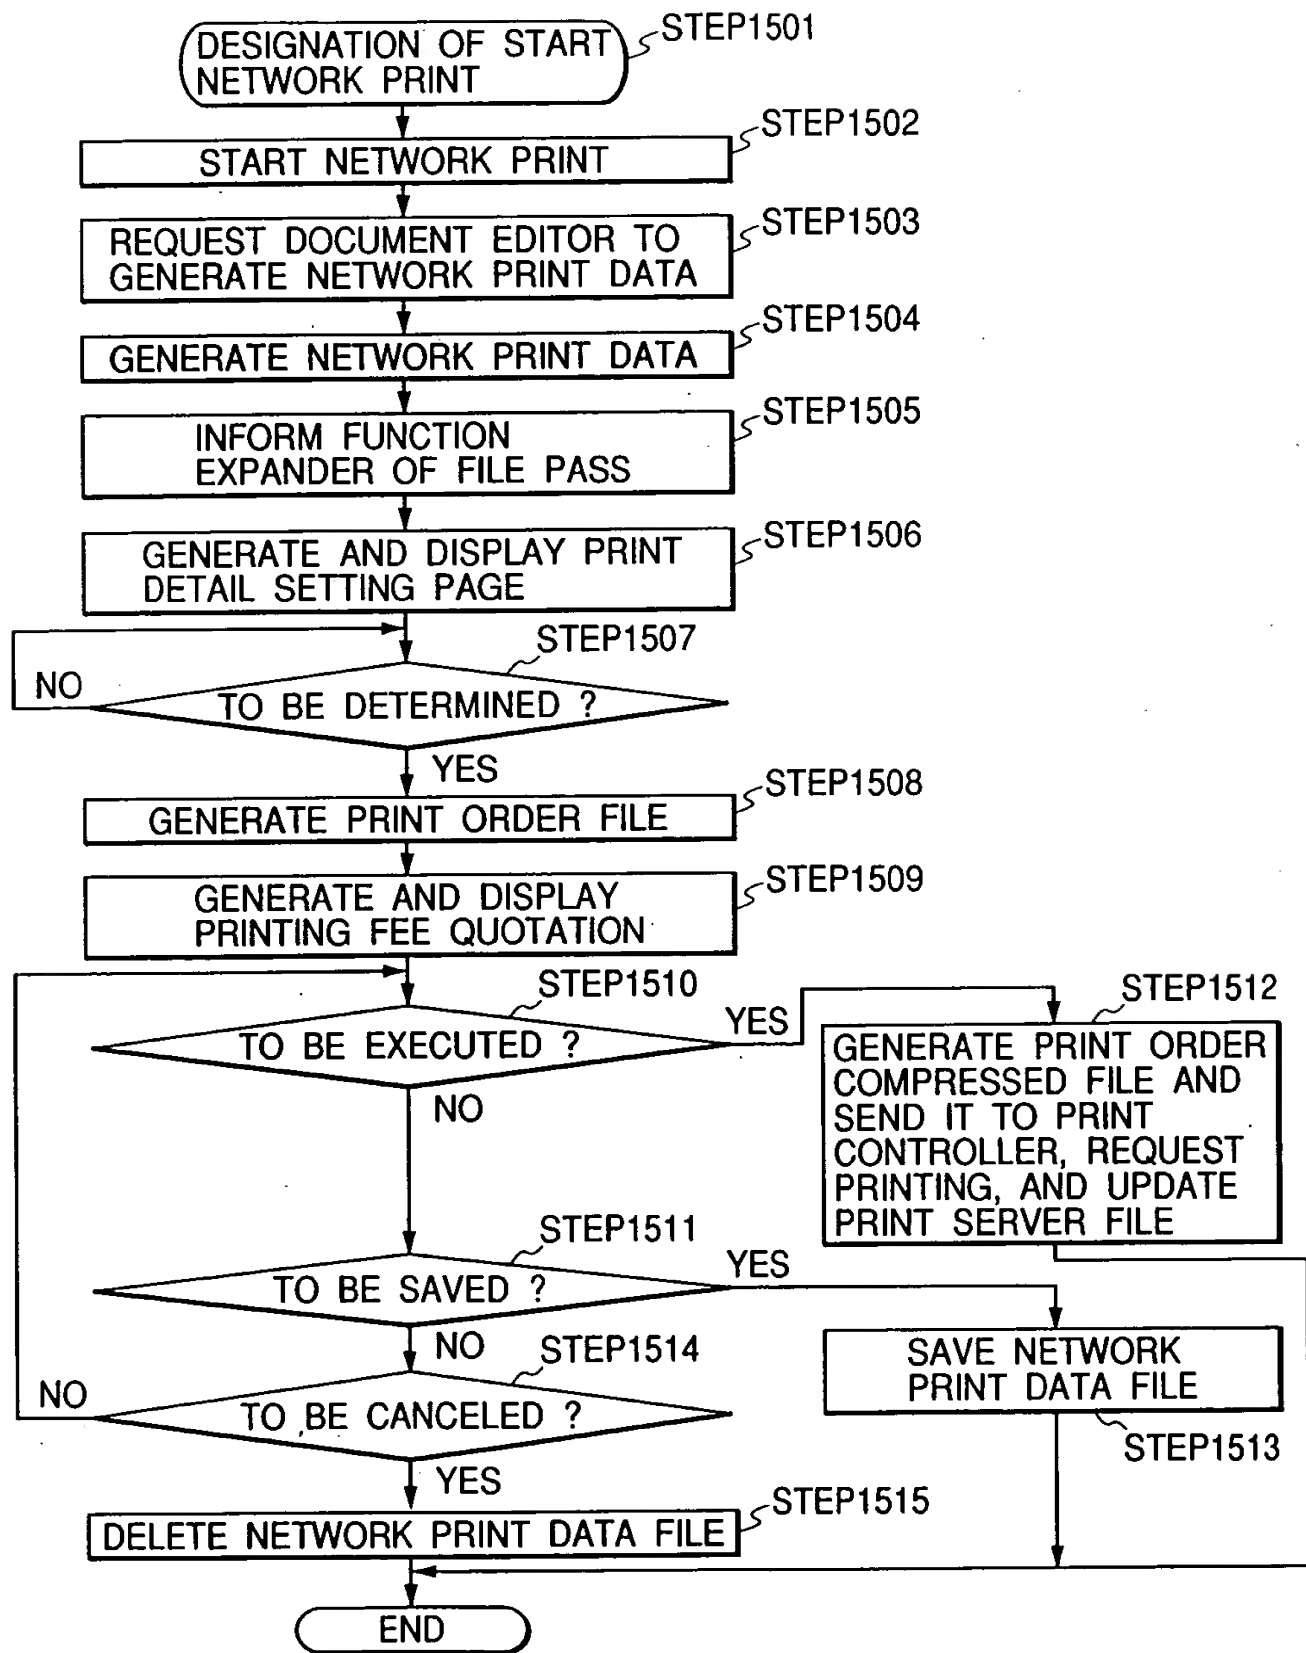 DESIGNATION OF START
NETWORK PRINT
STEP1501
STEP1502
START NETWORK PRINT
STEP1503
REQUEST DOCUMENT EDITOR TO
GENERATE NETWORK PRINT DATA
STEP1504
GENERATE NETWORK PRINT DATA
STEP1505
INFORM FUNCTION
EXPANDER OF FILE PASS
STEP1506
GENERATE AND DISPLAY PRINT
DETAIL SETTING PAGE
STEP1507
NO
TO BE DETERMINED ?
YES
STEP1508
GENERATE PRINT ORDER FILE
STEP1509
GENERATE AND DISPLAY
PRINTING FEE QUOTATION
STEP1510
TO BE EXECUTED ?
YES
NO
STEP1512
GENERATE PRINT ORDER
COMPRESSED FILE AND
SEND IT TO PRINT
CONTROLLER, REQUEST
PRINTING, AND UPDATE
PRINT SERVER FILE
STEP1511
TO BE SAVED ?
YES
NO
SAVE NETWORK
PRINT DATA FILE
STEP1513
STEP1514
NO
TO BE CANCELED ?
YES
STEP1515
DELETE NETWORK PRINT DATA FILE
END